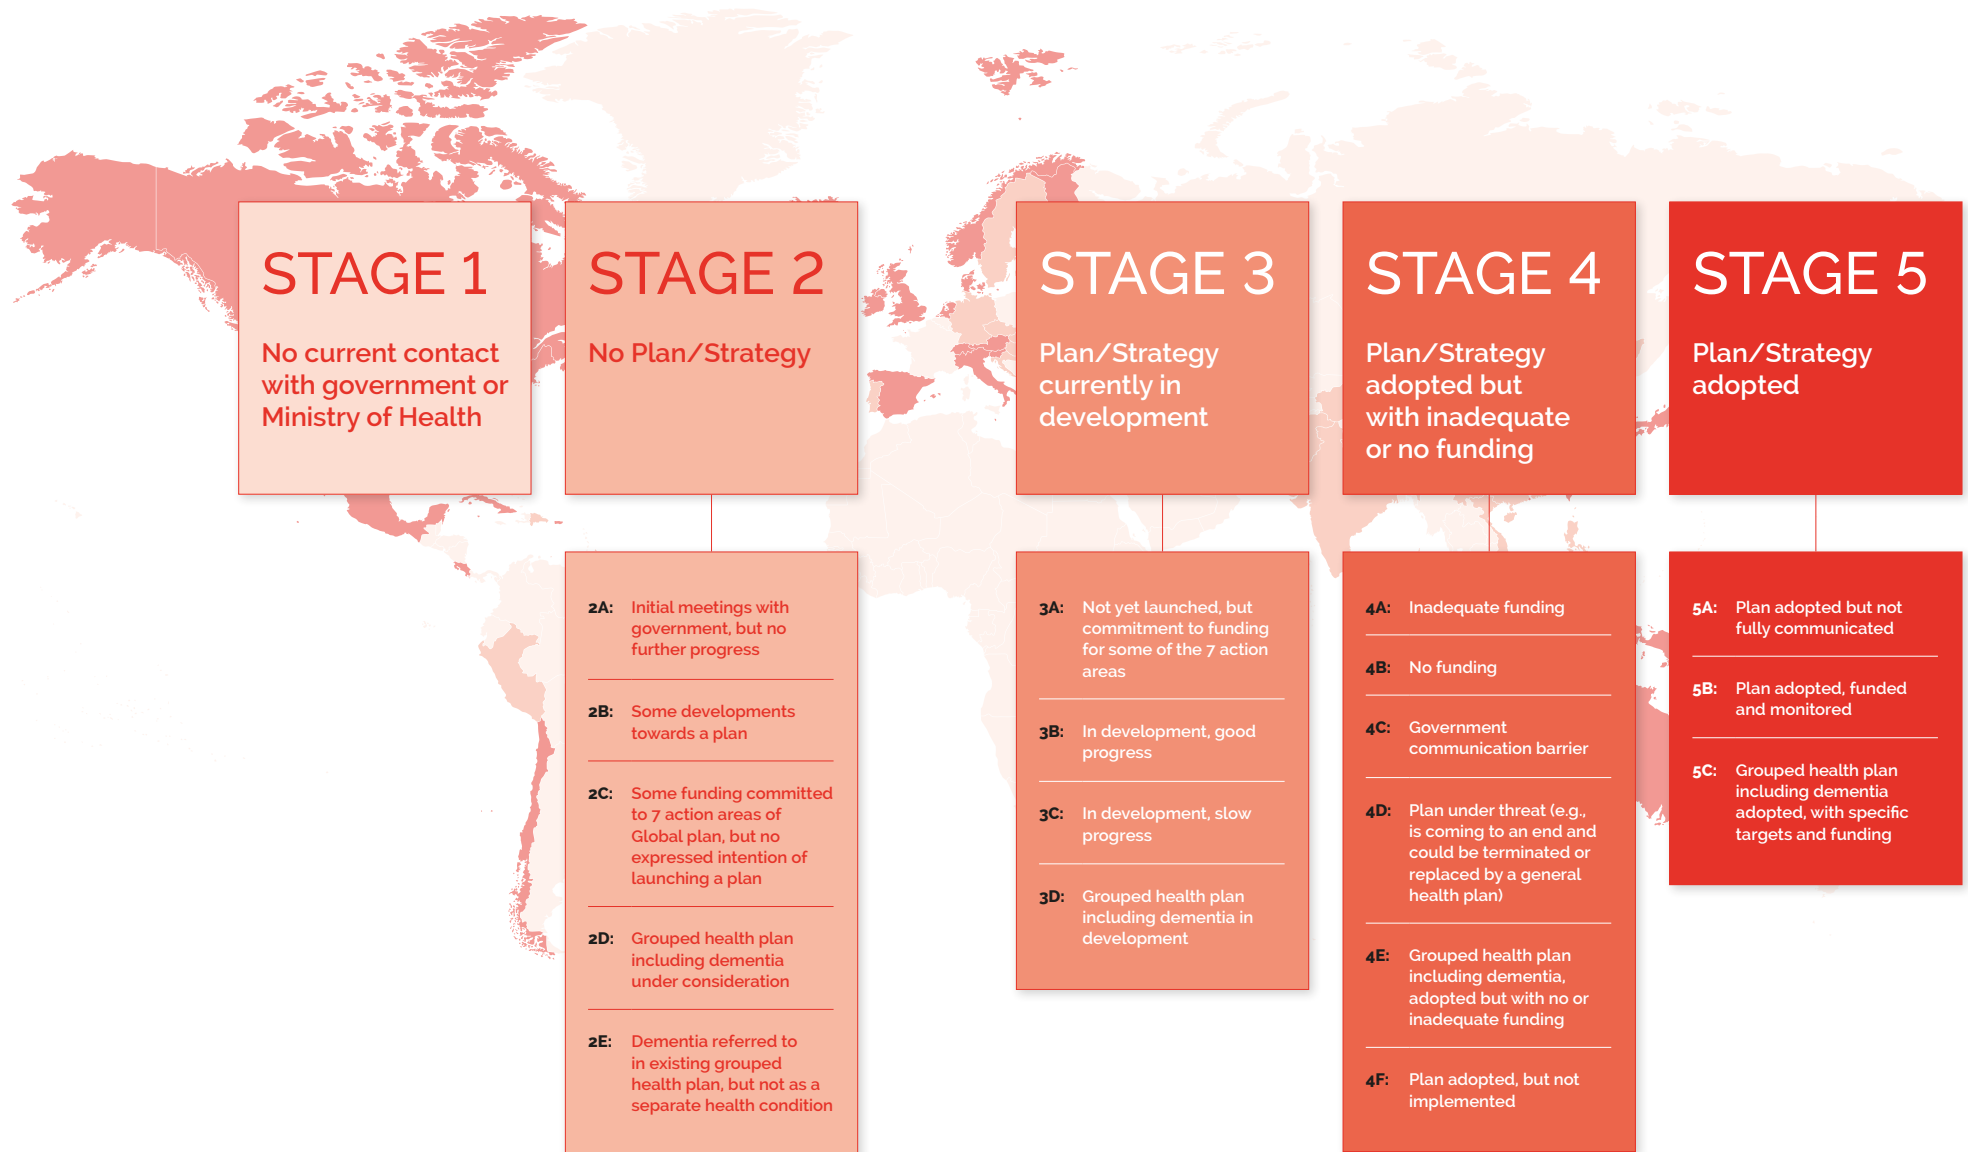 STAGE 1
No current contact
with government or
Ministry of Health
STAGE 2
No Plan/Strategy
2A: Initial meetings with
government, but no
further progress
2B: Some developments
towards a plan
2C: Some funding committed
to 7 action areas of
Global plan, but no
expressed intention of
launching a plan
2D: Grouped health plan
including dementia
under consideration
2E: Dementia referred to
in existing grouped
health plan, but not as a
separate health condition
STAGE 3
Plan/Strategy
currently in
development
3A: Not yet launched, but
commitment to funding
for some of the 7 action
areas
3B: In development, good
progress
3C: In development, slow
progress
3D: Grouped health plan
including dementia in
development
STAGE 4
Plan/Strategy
adopted but
with inadequate
or no funding
4A: Inadequate funding
4B: No funding
4C: Government
communication barrier
4D: Plan under threat (e.g.,
is coming to an end and
could be terminated or
replaced by a general
health plan)
4E: Grouped health plan
including dementia,
adopted but with no or
inadequate funding
4F: Plan adopted, but not
implemented
STAGE 5
Plan/Strategy
adopted
5A: Plan adopted but not
fully communicated
5B: Plan adopted, funded
and monitored
5C: Grouped health plan
including dementia
adopted, with specific
targets and funding